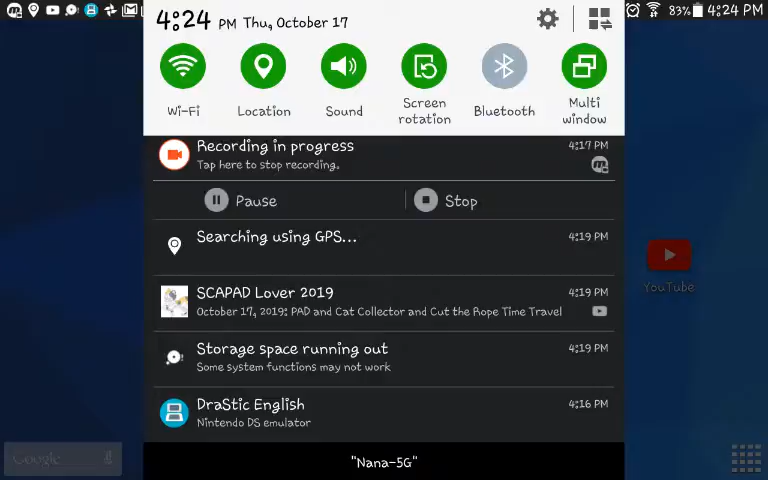 4:24 PM Thu, October 17
83% 4:24 PM
Wi-Fi
Location
Sound
Screen rotation
Bluetooth
Multi window
Recording in progress 4:17 PM
Tap here to stop recording.
Pause
Stop
Searching using GPS... 4:19 PM
SCAPAD Lover 2019 4:19 PM
October 17, 2019: PAD and Cat Collector and Cut the Rope Time Travel
Storage space running out 4:19 PM
Some system functions may not work
DraStic English 4:16 PM
Nintendo DS emulator
YouTube
Google
"Nana-5G"